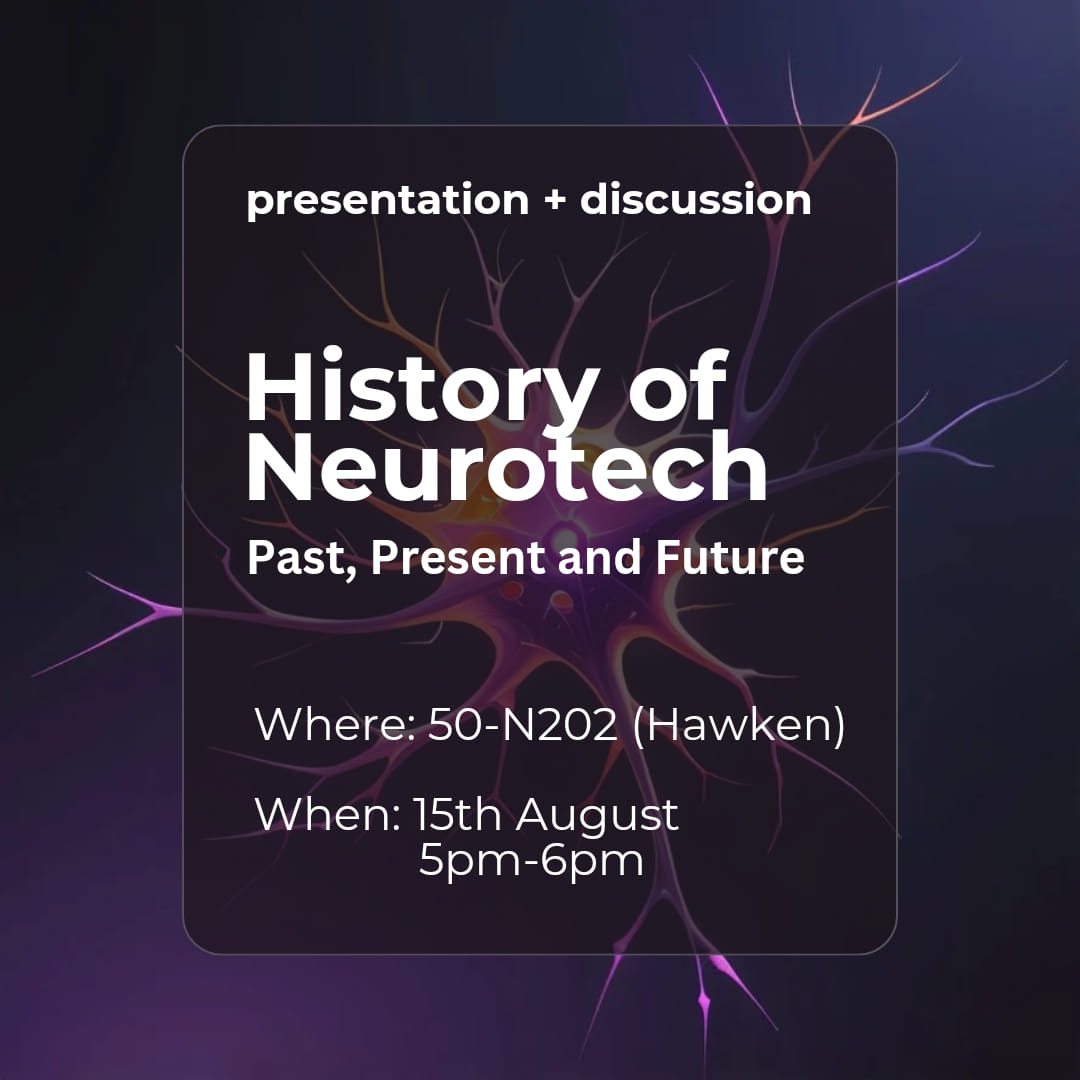 presentation + discussion
History of
Neurotech
Past, Present and Future
Where: 50-N202 (Hawken)
When: 15th August
5pm-6pm